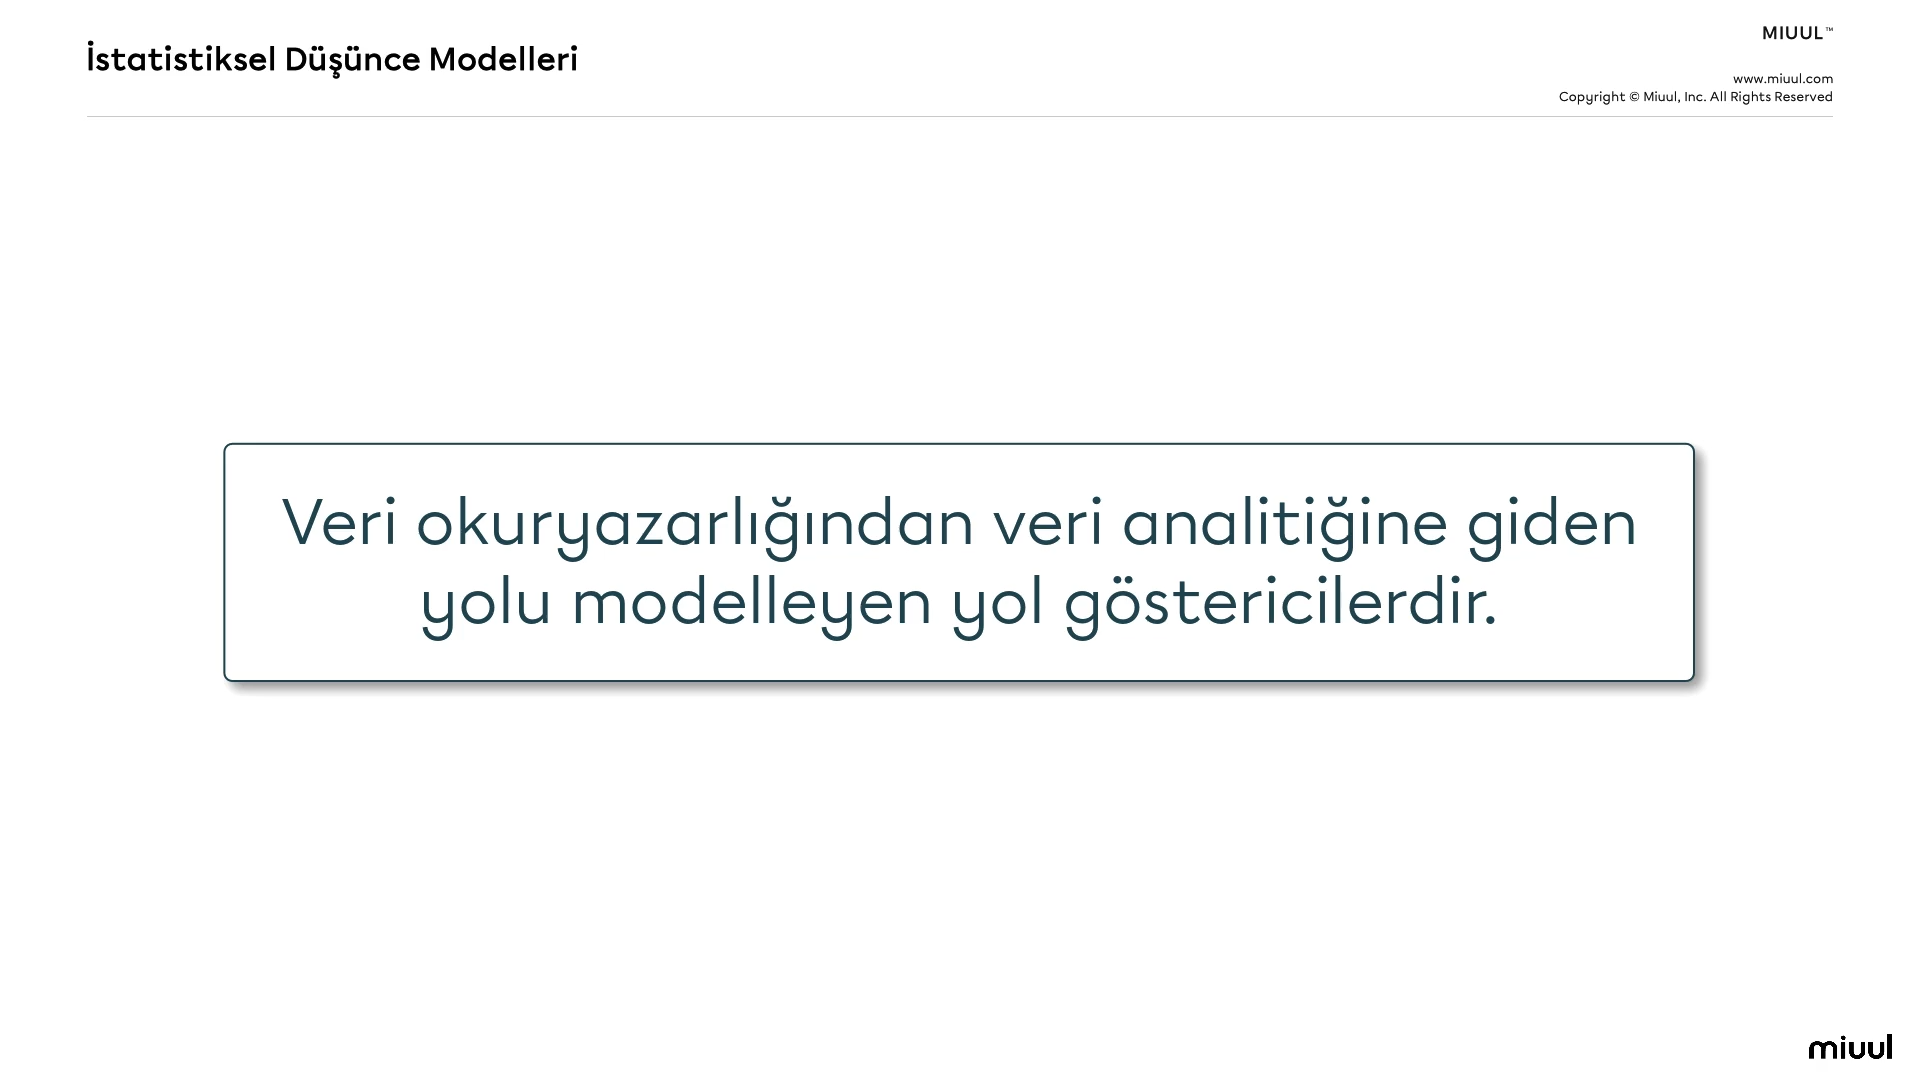 İstatistiksel Düşünce Modelleri
MIUUL™
www.miuul.com
Copyright © Miuul, Inc. All Rights Reserved
Veri okuryazarlığından veri analitiğine giden
yolu modelleyen yol göstericilerdir.
miuul